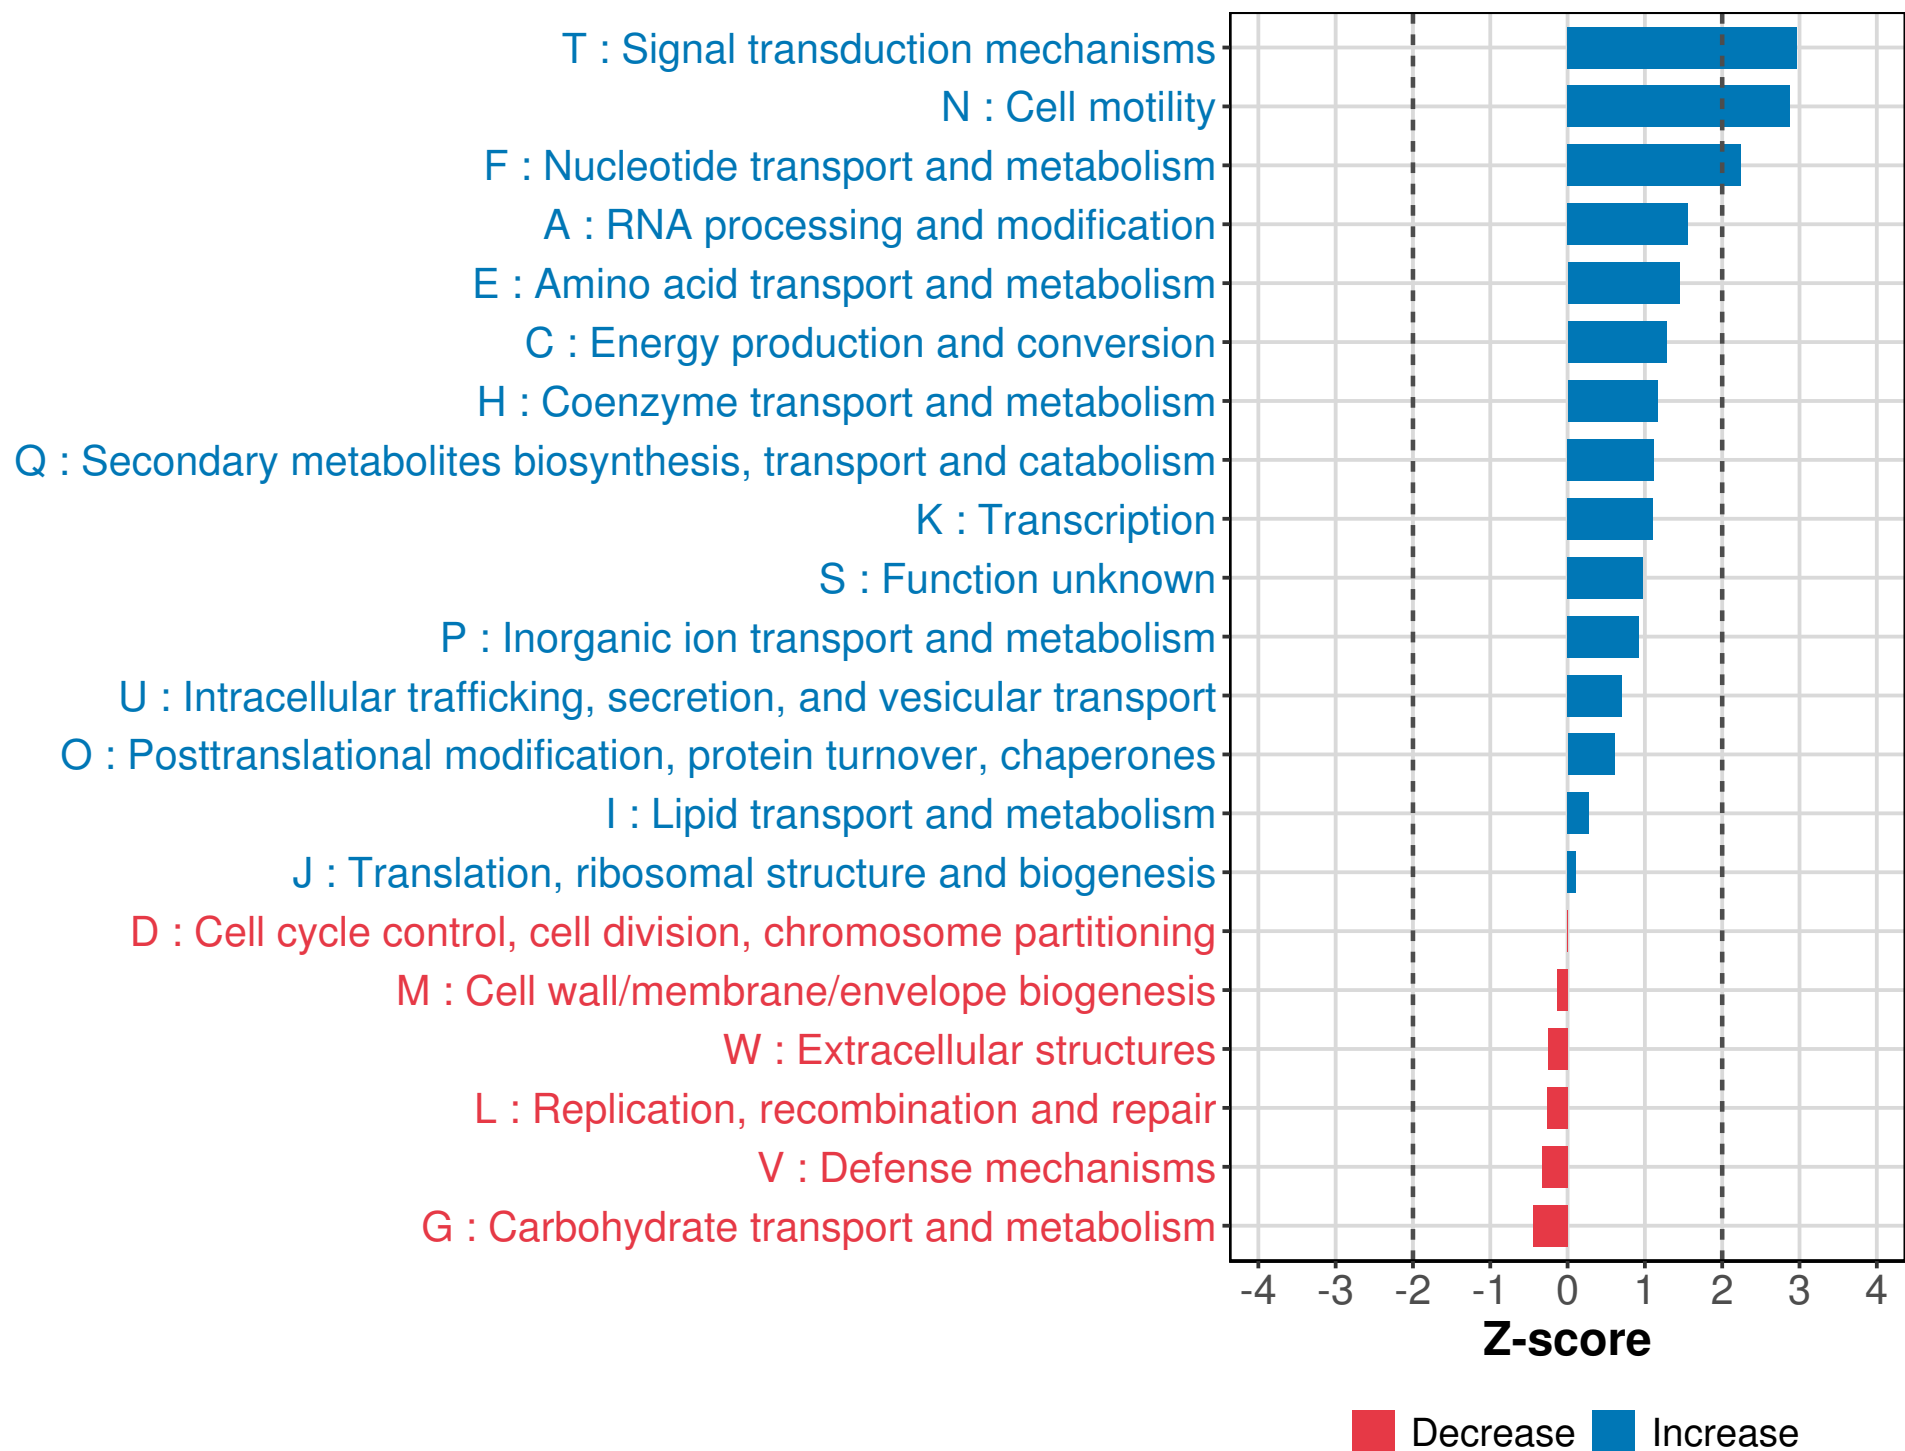 T : Signal transduction mechanisms
N : Cell motility
F : Nucleotide transport and metabolism
A : RNA processing and modification
E : Amino acid transport and metabolism
C : Energy production and conversion
H : Coenzyme transport and metabolism
Q : Secondary metabolites biosynthesis, transport and catabolism
K : Transcription
S : Function unknown
P : Inorganic ion transport and metabolism
U : Intracellular trafficking, secretion, and vesicular transport
O : Posttranslational modification, protein turnover, chaperones
I : Lipid transport and metabolism
J : Translation, ribosomal structure and biogenesis
D : Cell cycle control, cell division, chromosome partitioning
M : Cell wall/membrane/envelope biogenesis
W : Extracellular structures
L : Replication, recombination and repair
V : Defense mechanisms
G : Carbohydrate transport and metabolism
-4 -3 -2 -1 0 1 2 3 4
Z-score
Decrease Increase